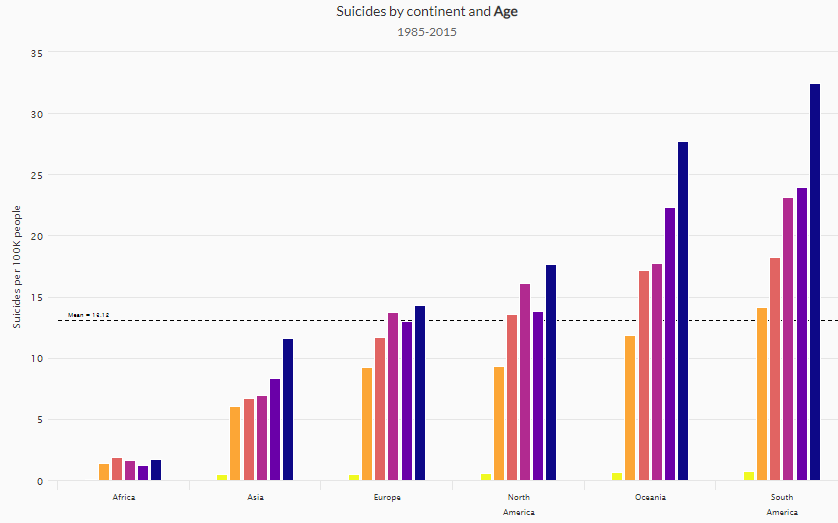 Suicides by continent and Age
1985-2015
35
30
25
20
15
10
5
0
Suicides per 100K people
Mean = 13.12
Africa
Asia
Europe
North
America
Oceania
South
America